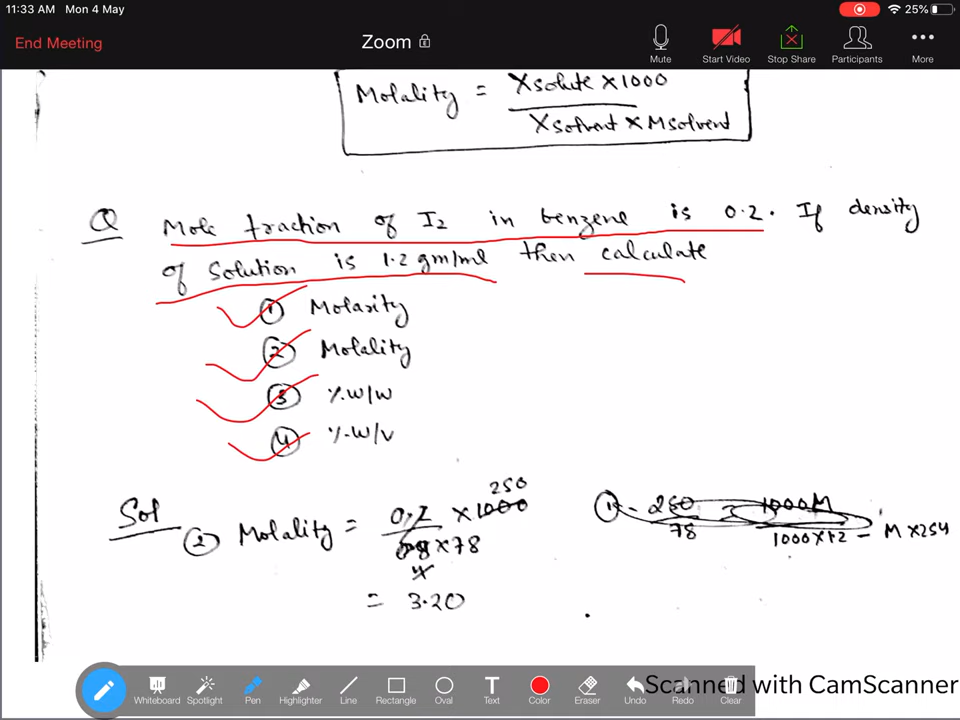 11:33 AM Mon 4 May
25%
End Meeting
Zoom
Mute
Start Video
Stop Share
Participants
More
Molality = Xsolute × 1000
Xsolvent × Msolvent
Q Mole fraction of I2 in benzene is 0.2. If density
of solution is 1.2 gm/ml then calculate
① Molarity
② Molality
③ %w/w
④ %w/v
Sol
② Molality = 0.2 × 1000 250
0.8 × 78
4
= 3.20
① - 250 1000M
78 1000×1.2 - M×254
Whiteboard
Spotlight
Pen
Highlighter
Line
Rectangle
Oval
Text
Color
Eraser
Undo
Redo
Clear
Scanned with CamScanner